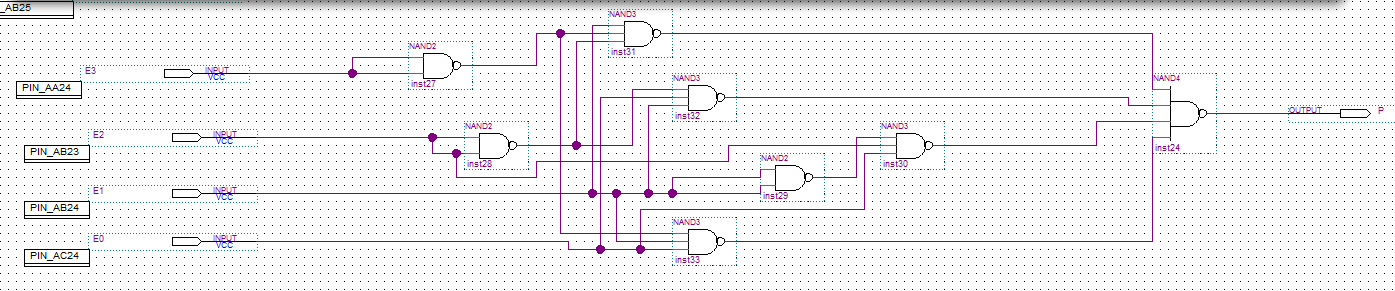 _AB25
NAND3
inst31
NAND2
inst27
E3
INPUT
VCC
PIN_AA24
NAND3
inst32
NAND4
inst24
OUTPUT
P
E2
INPUT
VCC
PIN_AB23
NAND2
inst28
NAND3
inst30
NAND2
inst29
E1
INPUT
VCC
PIN_AB24
NAND3
inst33
E0
INPUT
VCC
PIN_AC24